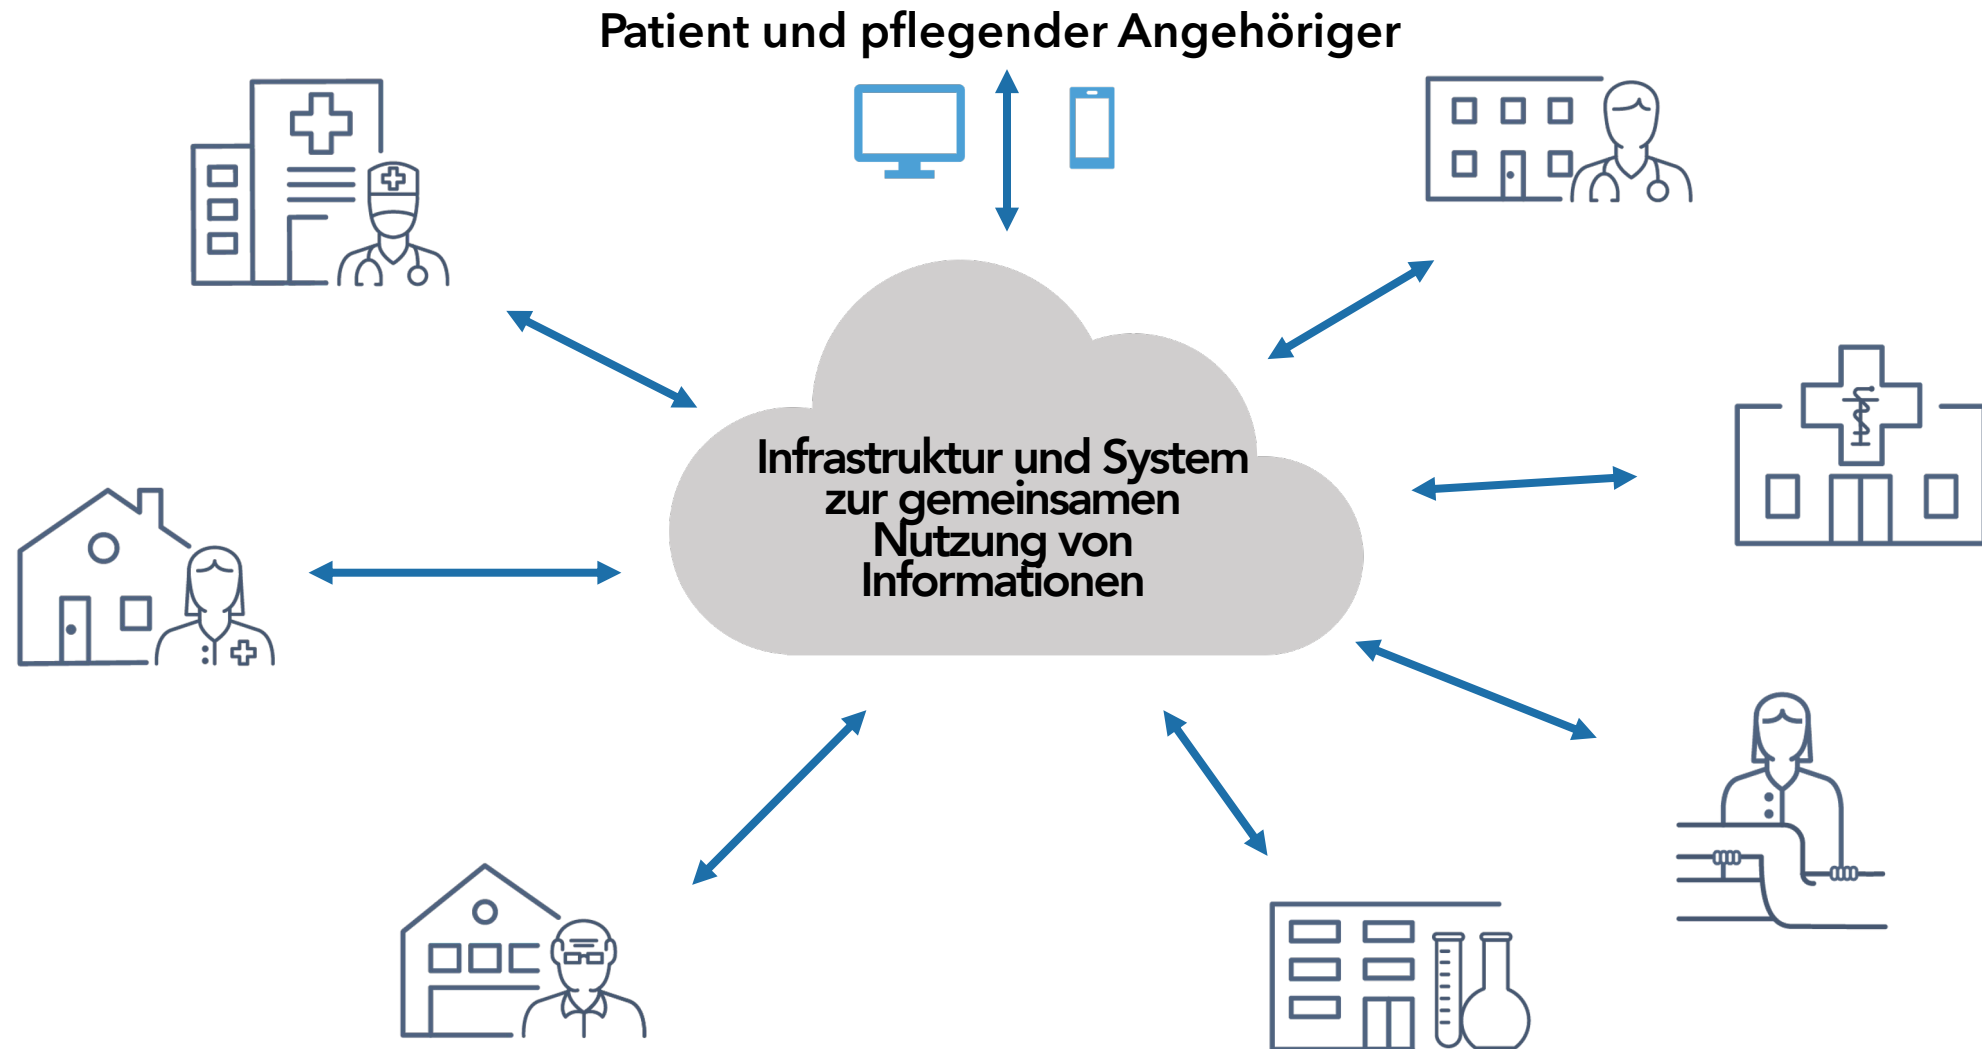 Patient und pflegender Angehöriger
Infrastruktur und System
zur gemeinsamen
Nutzung von
Informationen